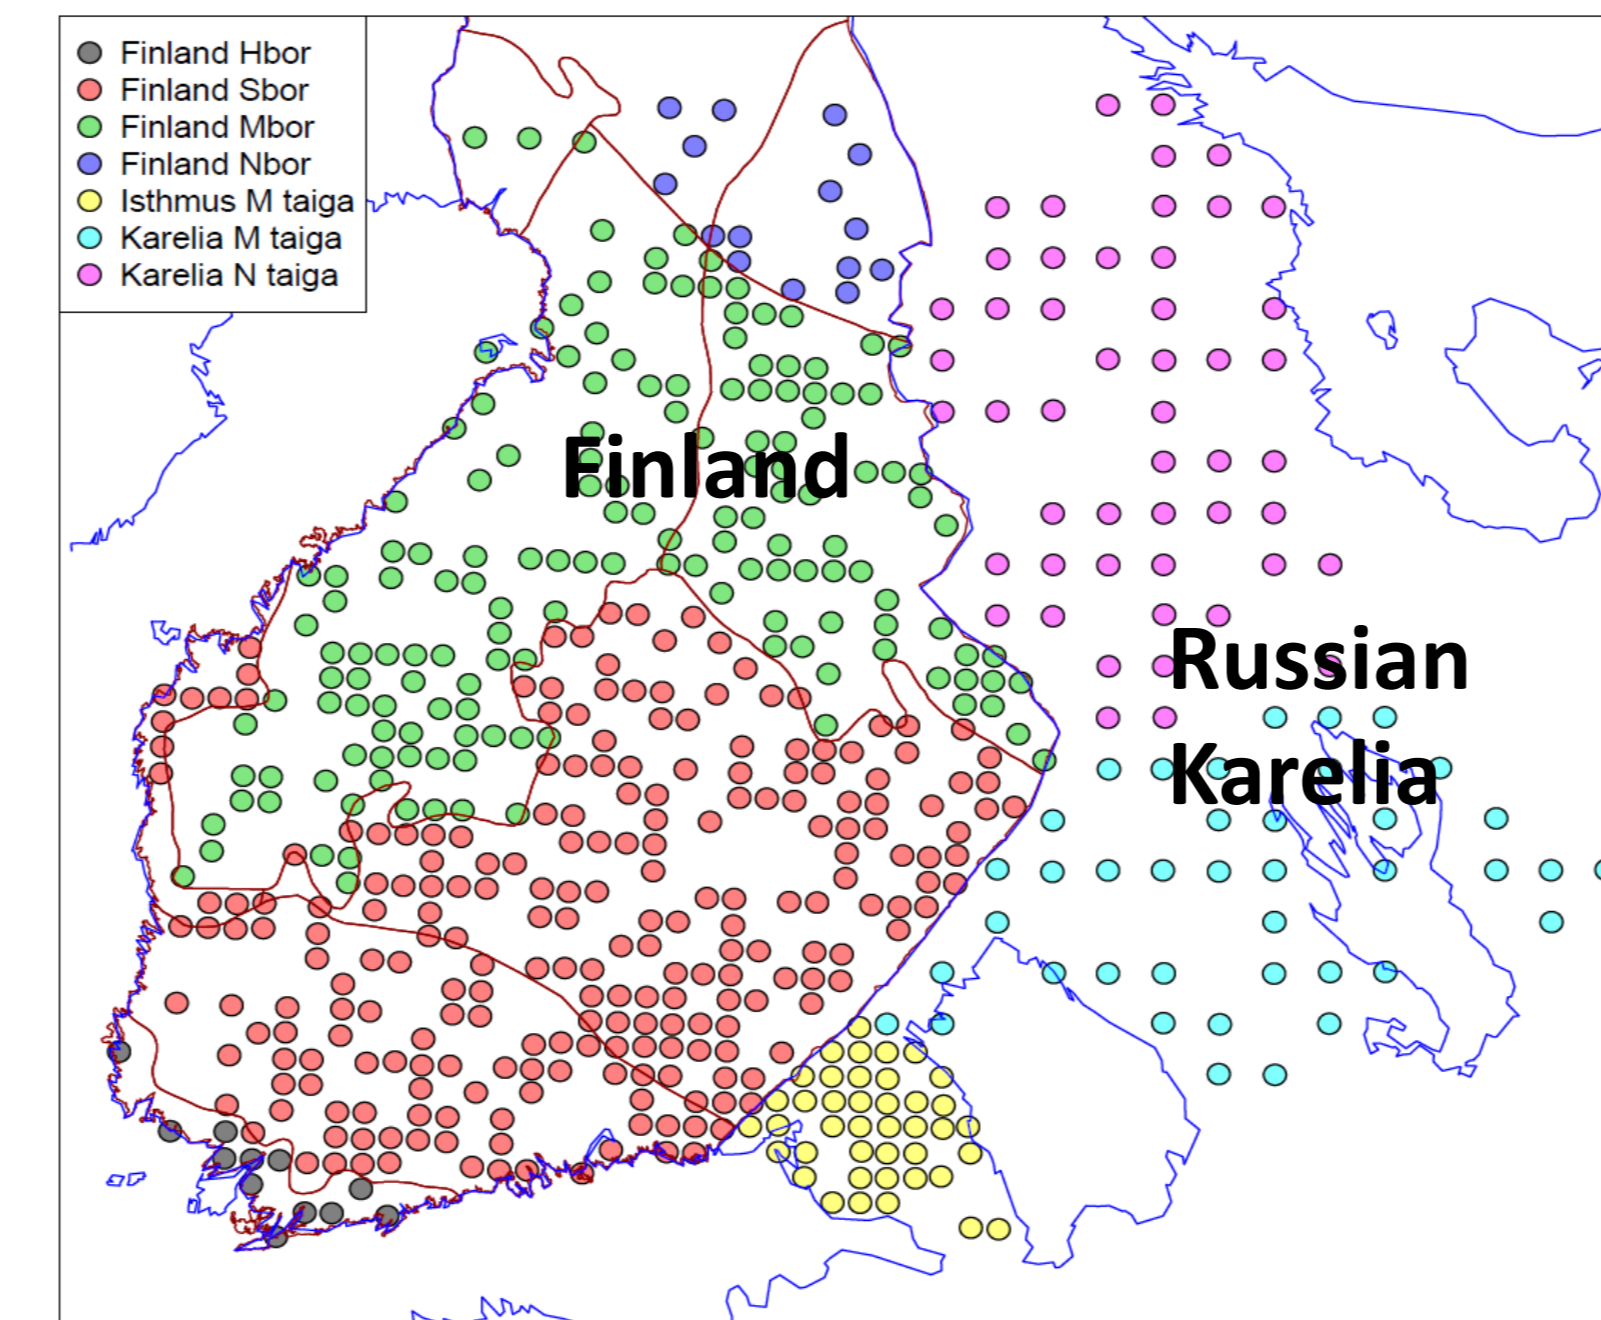 Finland Hbor
Finland Sbor
Finland Mbor
Finland Nbor
Isthmus M taiga
Karelia M taiga
Karelia N taiga
Finland
Russian
Karelia